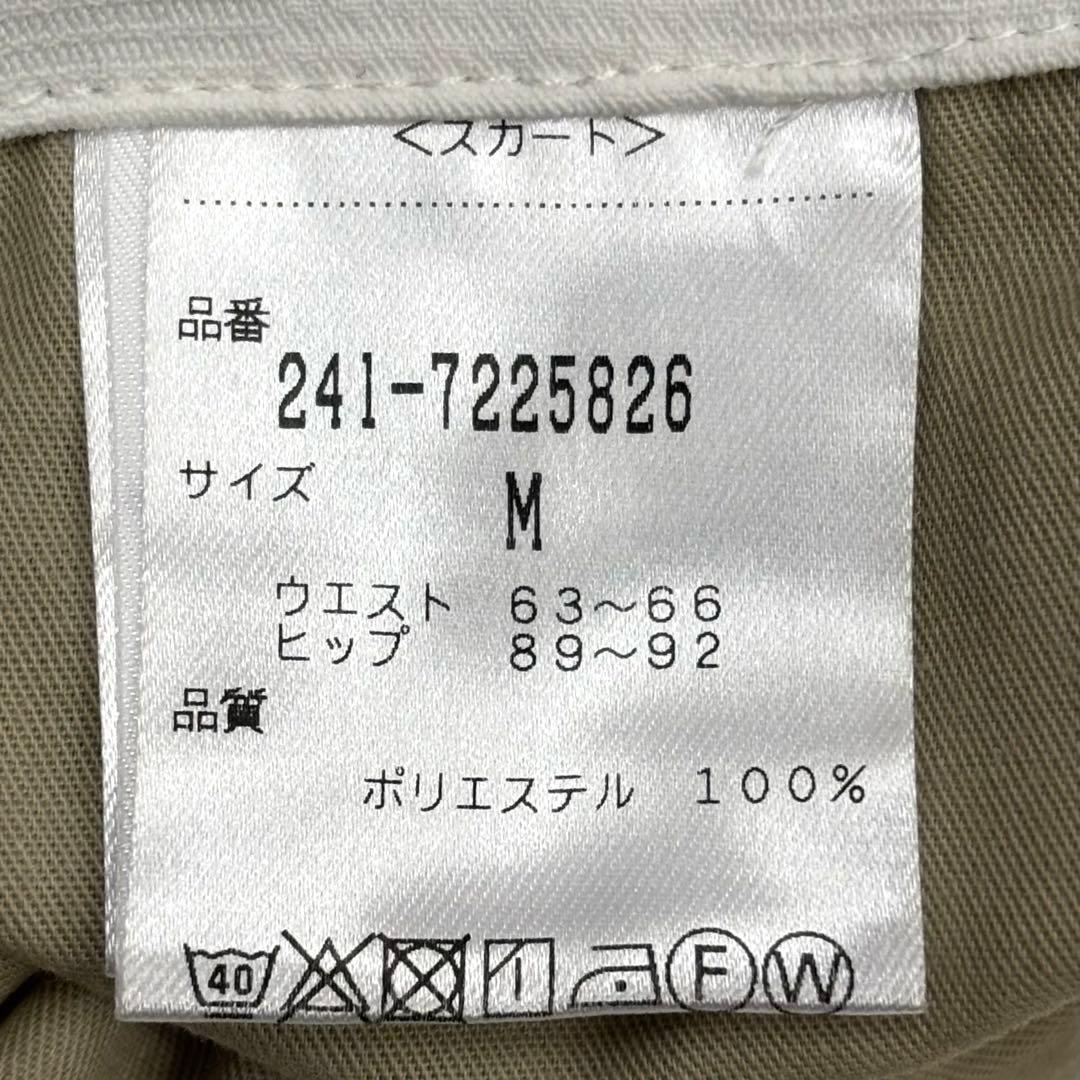 <スカート>
品番
241-7225826
サイズ
M
ウエスト 63～66
ヒップ 89～92
品質
ポリエステル 100%
40 F W